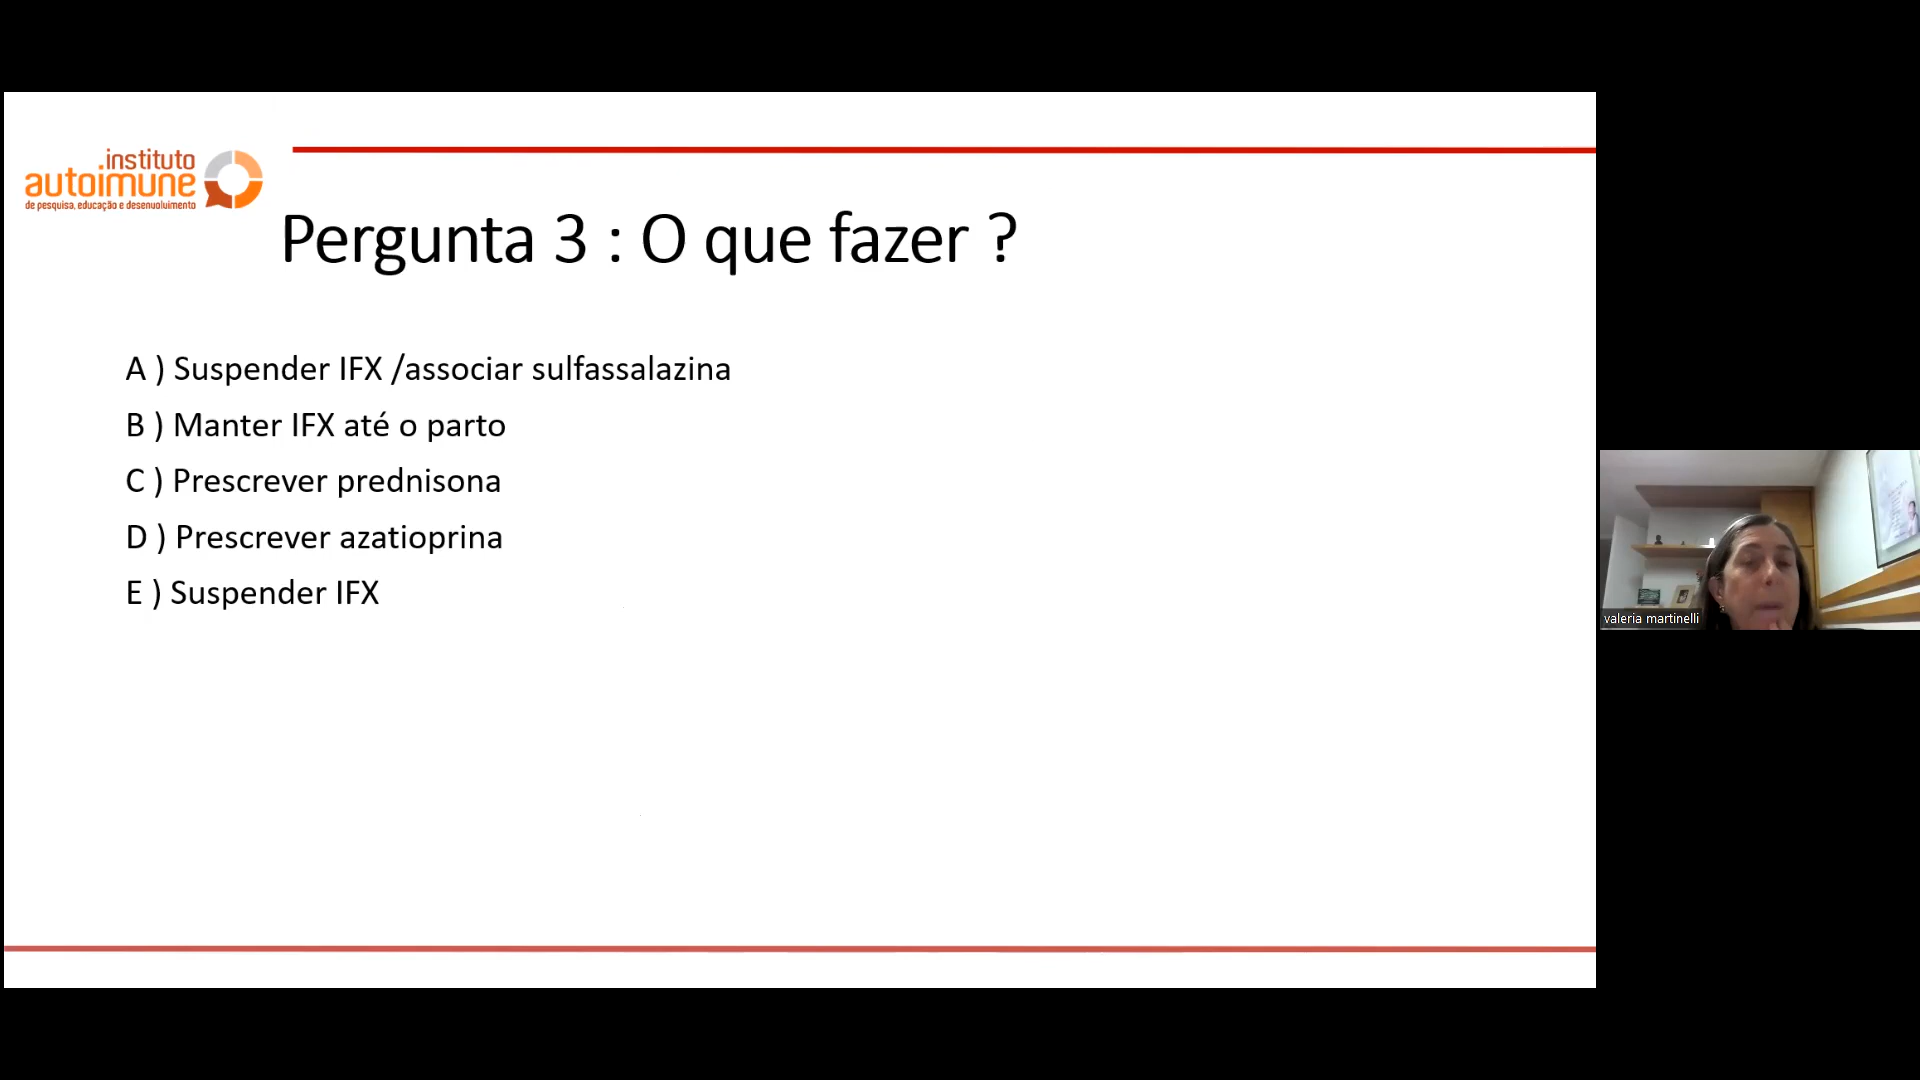 instituto
autoimune
de pesquisa, educação e desenvolvimento
Pergunta 3 : O que fazer ?
A ) Suspender IFX /associar sulfassalazina
B ) Manter IFX até o parto
C ) Prescrever prednisona
D ) Prescrever azatioprina
E ) Suspender IFX
valeria martinelli